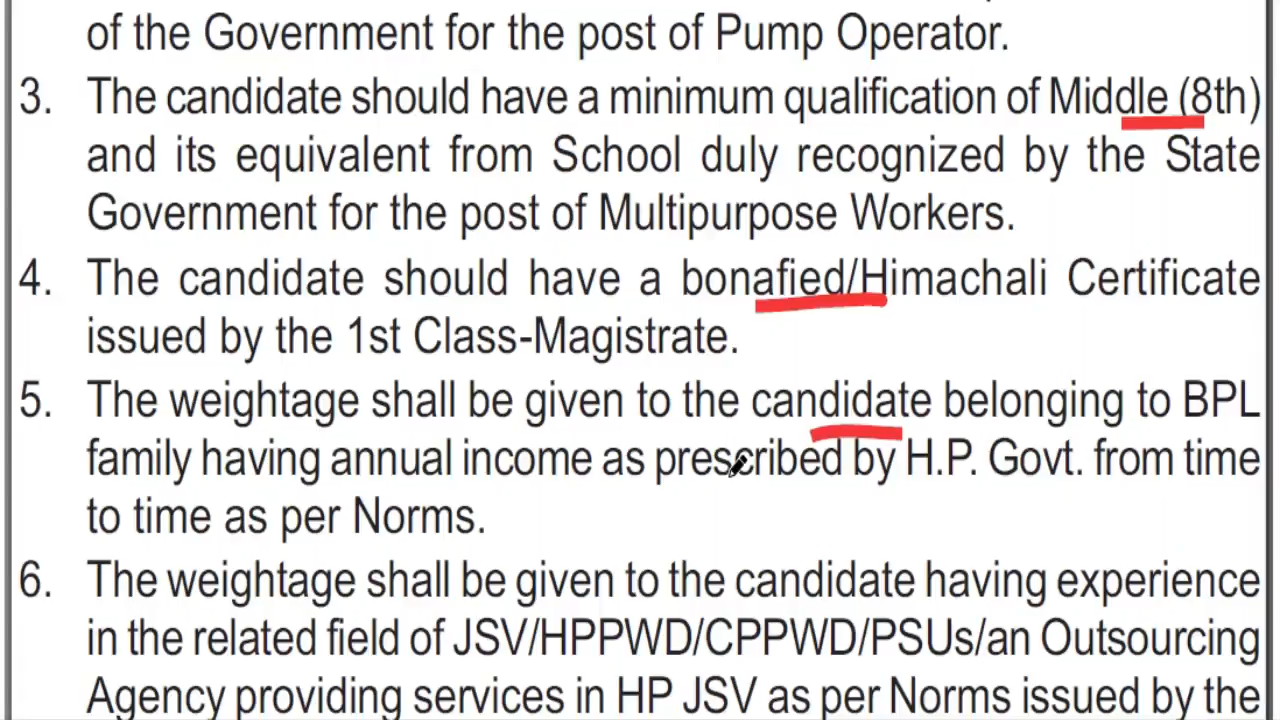 of the Government for the post of Pump Operator.
3. The candidate should have a minimum qualification of Middle (8th)
and its equivalent from School duly recognized by the State
Government for the post of Multipurpose Workers.
4. The candidate should have a bonafied/Himachali Certificate
issued by the 1st Class-Magistrate.
5. The weightage shall be given to the candidate belonging to BPL
family having annual income as prescribed by H.P. Govt. from time
to time as per Norms.
6. The weightage shall be given to the candidate having experience
in the related field of JSV/HPPWD/CPPWD/PSUs/an Outsourcing
Agency providing services in HP JSV as per Norms issued by the